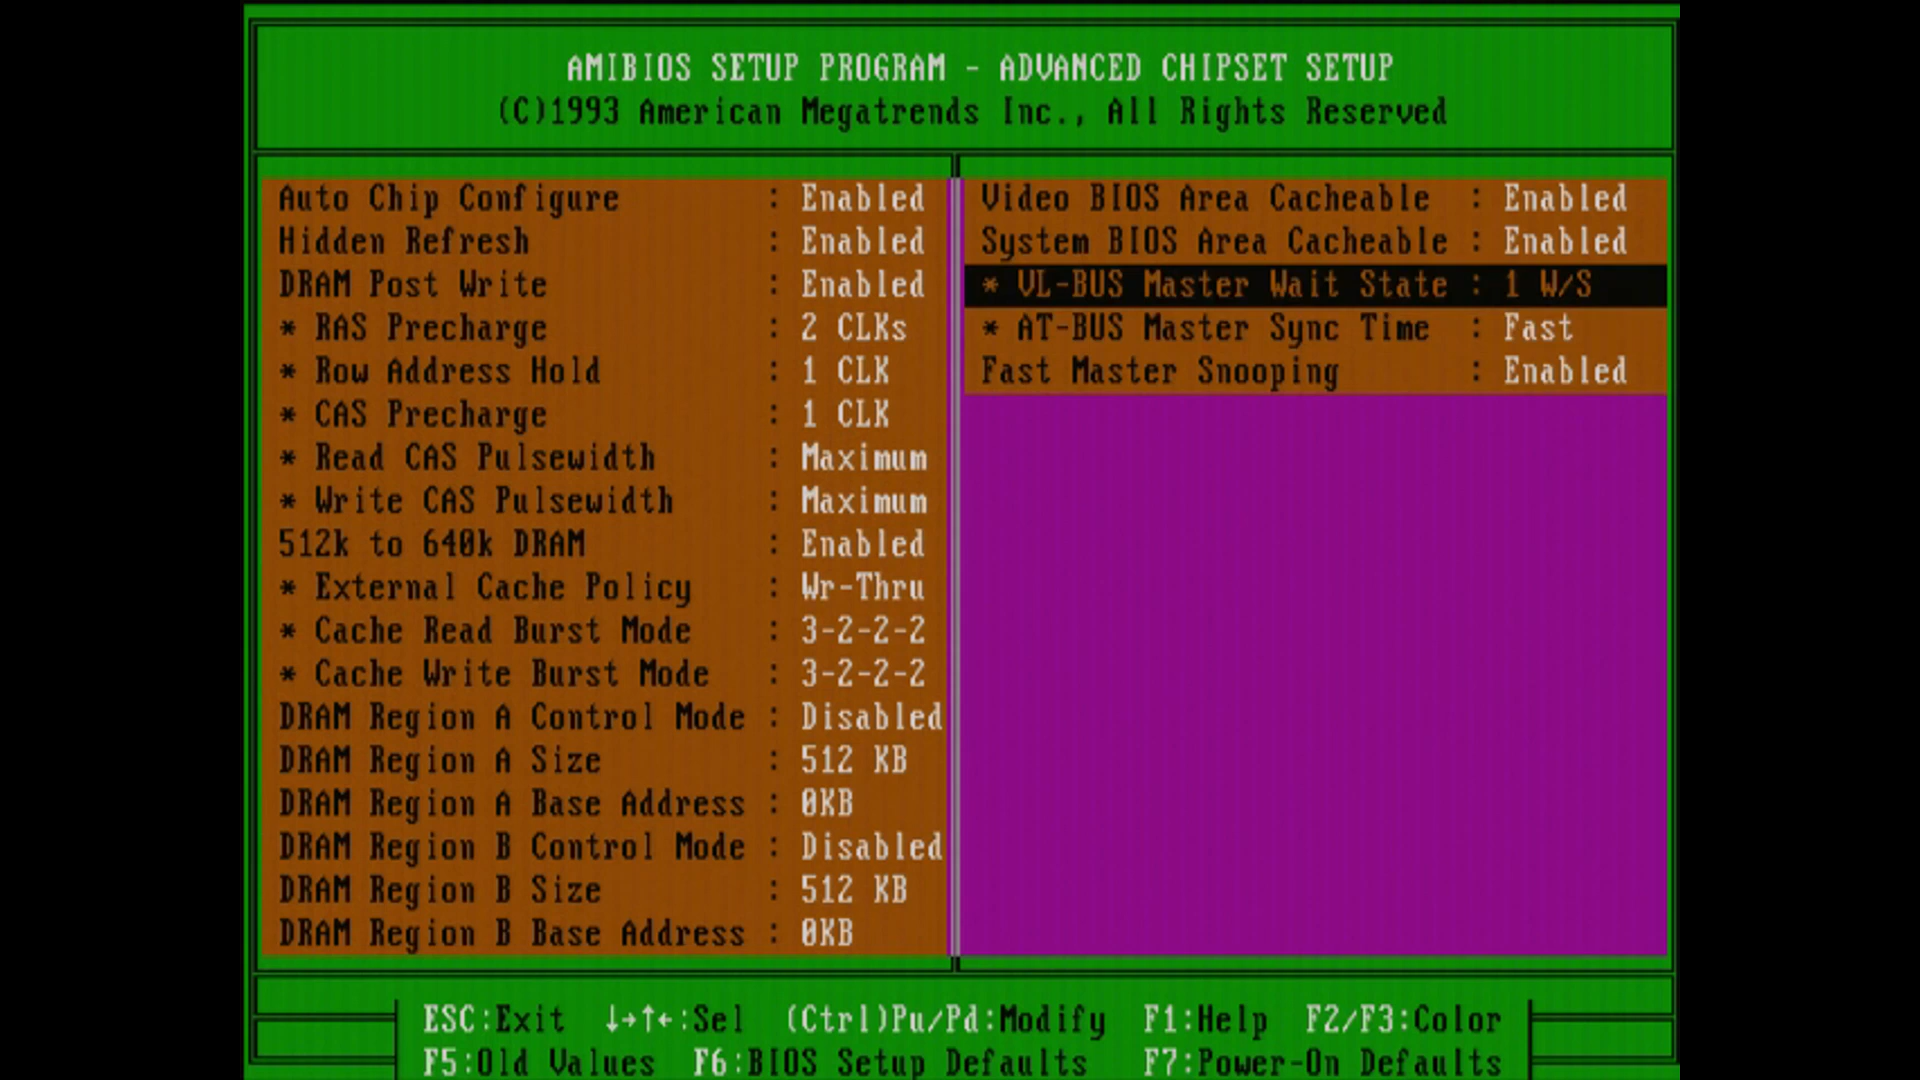 AMIBIOS SETUP PROGRAM - ADVANCED CHIPSET SETUP
(C)1993 American Megatrends Inc., All Rights Reserved
Auto Chip Configure : Enabled
Hidden Refresh : Enabled
DRAM Post Write : Enabled
* RAS Precharge : 2 CLKs
* Row Address Hold : 1 CLK
* CAS Precharge : 1 CLK
* Read CAS Pulsewidth : Maximum
* Write CAS Pulsewidth : Maximum
512k to 640k DRAM : Enabled
* External Cache Policy : Wr-Thru
* Cache Read Burst Mode : 3-2-2-2
* Cache Write Burst Mode : 3-2-2-2
DRAM Region A Control Mode : Disabled
DRAM Region A Size : 512 KB
DRAM Region A Base Address : 0KB
DRAM Region B Control Mode : Disabled
DRAM Region B Size : 512 KB
DRAM Region B Base Address : 0KB
Video BIOS Area Cacheable : Enabled
System BIOS Area Cacheable : Enabled
* VL-BUS Master Wait State : 1 W/S
* AT-BUS Master Sync Time : Fast
Fast Master Snooping : Enabled
ESC:Exit ↓→↑←:Sel (Ctrl)Pu/Pd:Modify F1:Help F2/F3:Color
F5:Old Values F6:BIOS Setup Defaults F7:Power-On Defaults